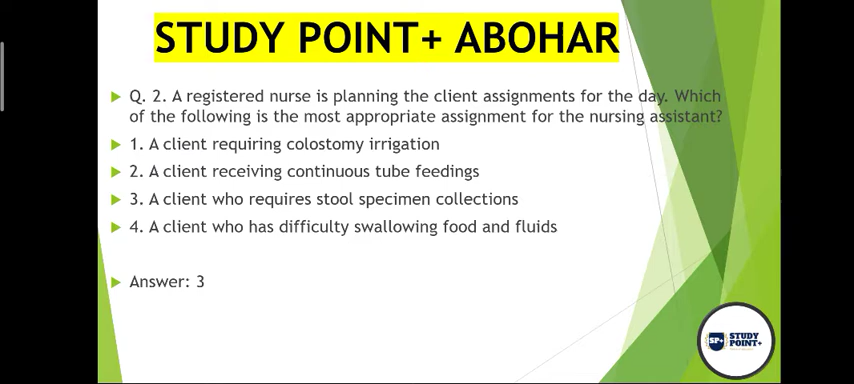 STUDY POINT+ ABOHAR
Q. 2. A registered nurse is planning the client assignments for the day. Which
of the following is the most appropriate assignment for the nursing assistant?
1. A client requiring colostomy irrigation
2. A client receiving continuous tube feedings
3. A client who requires stool specimen collections
4. A client who has difficulty swallowing food and fluids
Answer: 3
SP+
STUDY
POINT+